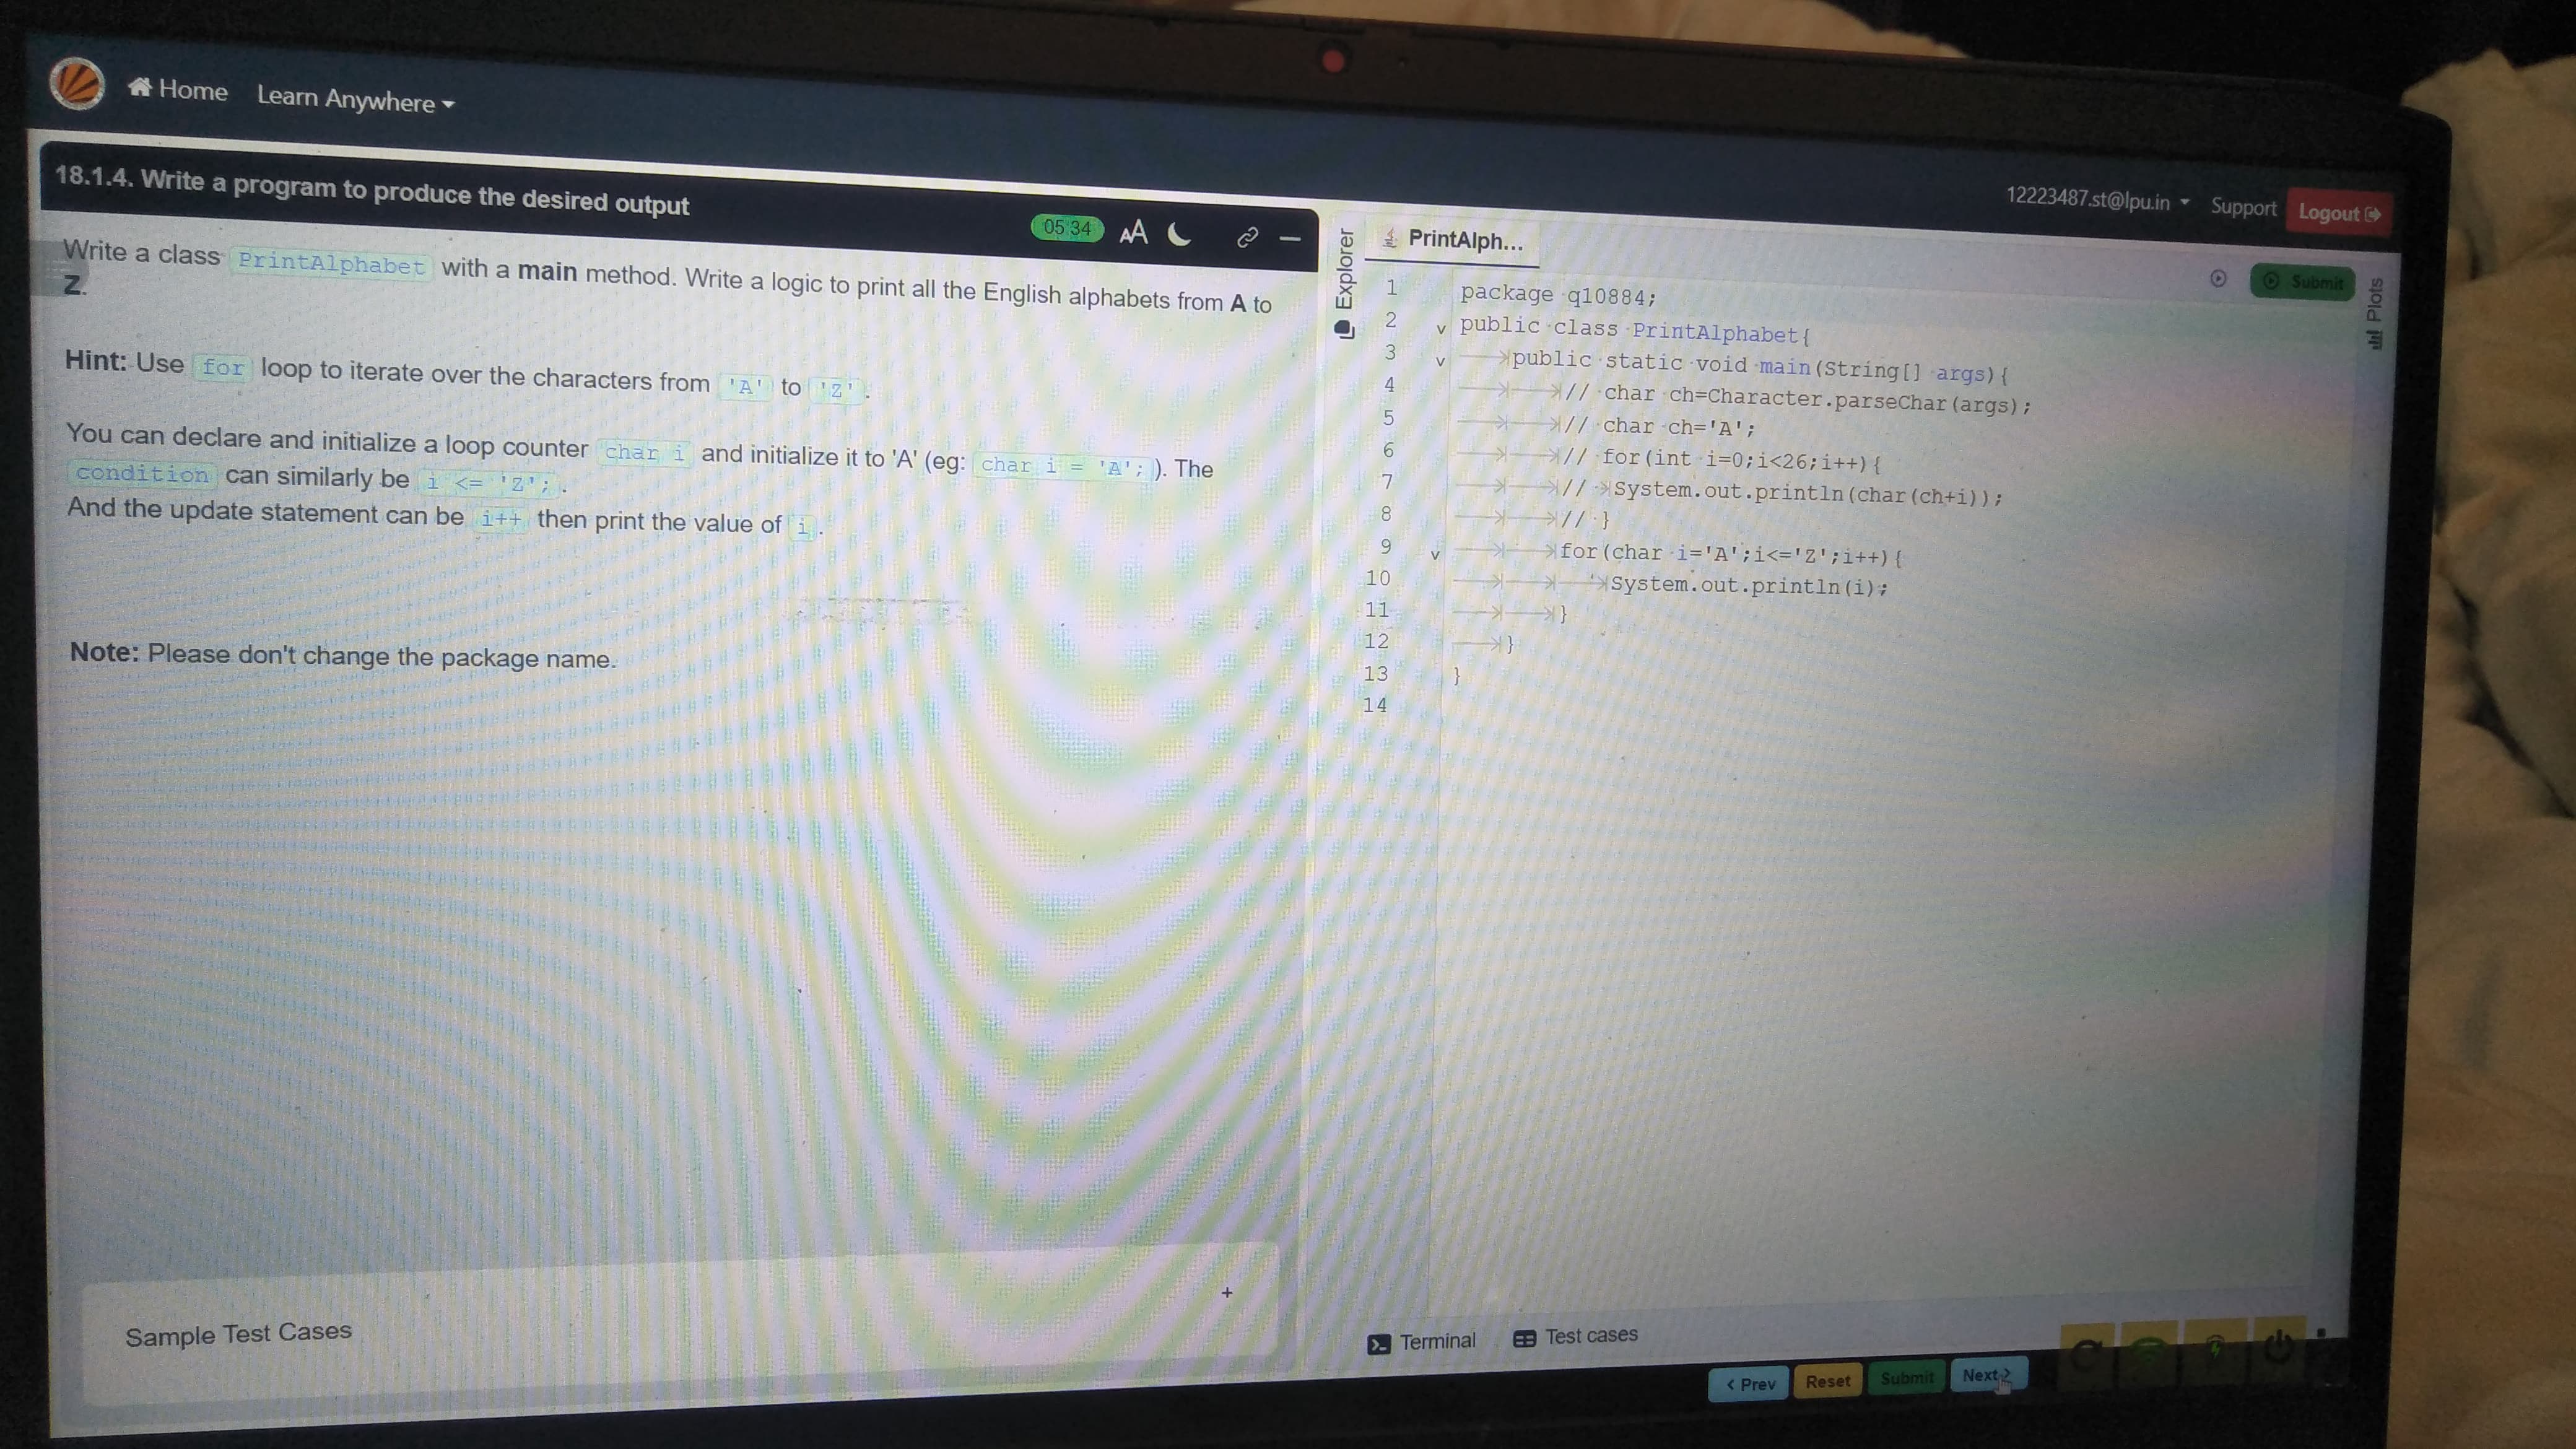 Home Learn Anywhere
12223487.st@lpu.in Support Logout
18.1.4. Write a program to produce the desired output
05:34 AA
Write a class PrintAlphabet with a main method. Write a logic to print all the English alphabets from A to
Z.
Hint: Use for loop to iterate over the characters from 'A' to 'Z'.
You can declare and initialize a loop counter char i and initialize it to 'A' (eg: char i = 'A'; ). The
condition can similarly be i <= 'Z'; .
And the update statement can be i++ then print the value of i .
Note: Please don't change the package name.
Sample Test Cases +
Explorer
PrintAlph...
Submit
Plots
1 package q10884;
2 public class PrintAlphabet{
3 public static void main(String[] args){
4 // char ch=Character.parseChar(args);
5 // char ch='A';
6 // for(int i=0;i<26;i++){
7 // System.out.println(char(ch+i));
8 // }
9 for(char i='A';i<='Z';i++){
10 System.out.println(i);
11 }
12 }
13 }
14
Terminal Test cases
< Prev Reset Submit Next >